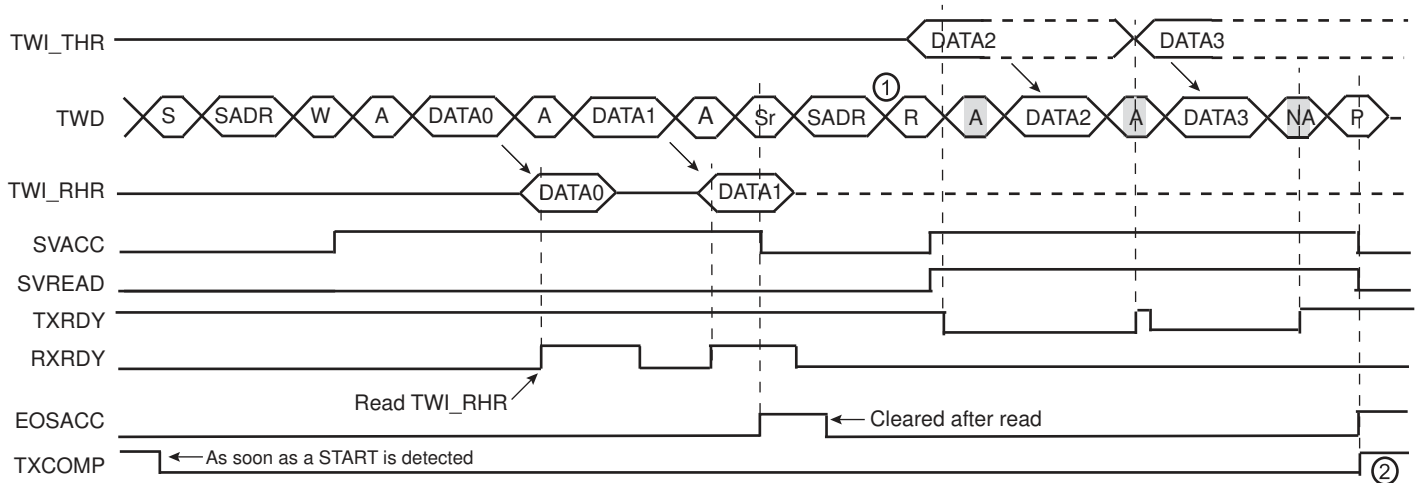 TWI_THR DATA2 DATA3
①
TWD S SADR W A DATA0 A DATA1 A Sr SADR R A DATA2 A DATA3 NA P
TWI_RHR DATA0 DATA1
SVACC
SVREAD
TXRDY
RXRDY
Read TWI_RHR
EOSACC Cleared after read
TXCOMP As soon as a START is detected ②